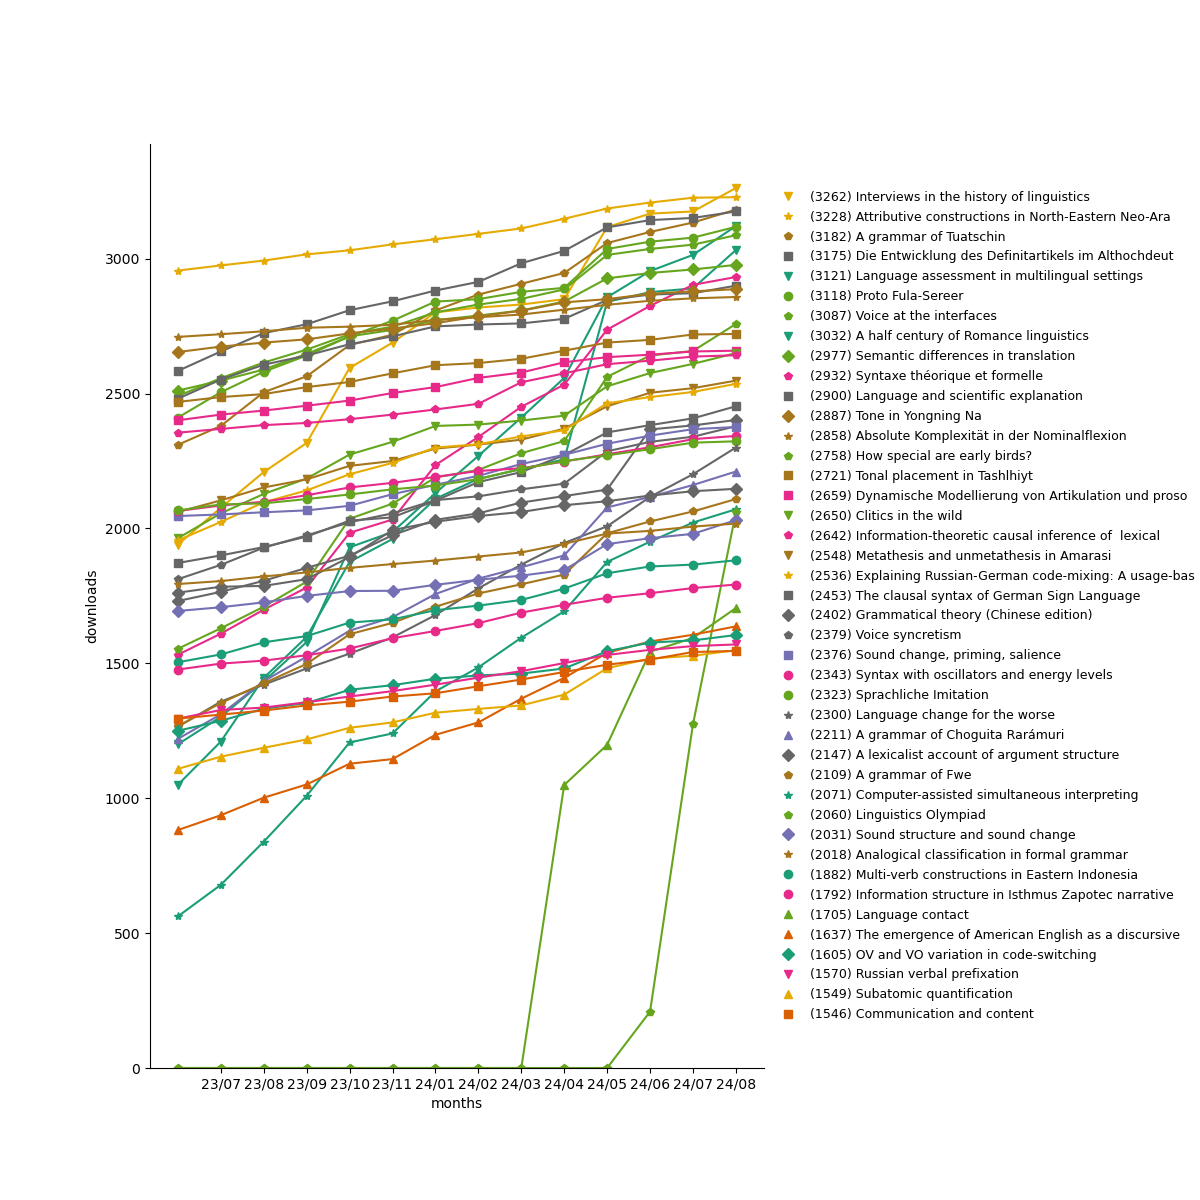 3000
2500
2000
1500
1000
500
0
downloads
23/07 23/08 23/09 23/10 23/11 24/01 24/02 24/03 24/04 24/05 24/06 24/07 24/08
months
(3262) Interviews in the history of linguistics
(3228) Attributive constructions in North-Eastern Neo-Ara
(3182) A grammar of Tuatschin
(3175) Die Entwicklung des Definitartikels im Althochdeut
(3121) Language assessment in multilingual settings
(3118) Proto Fula-Sereer
(3087) Voice at the interfaces
(3032) A half century of Romance linguistics
(2977) Semantic differences in translation
(2932) Syntaxe théorique et formelle
(2900) Language and scientific explanation
(2887) Tone in Yongning Na
(2858) Absolute Komplexität in der Nominalflexion
(2758) How special are early birds?
(2721) Tonal placement in Tashlhiyt
(2659) Dynamische Modellierung von Artikulation und proso
(2650) Clitics in the wild
(2642) Information-theoretic causal inference of  lexical
(2548) Metathesis and unmetathesis in Amarasi
(2536) Explaining Russian-German code-mixing: A usage-bas
(2453) The clausal syntax of German Sign Language
(2402) Grammatical theory (Chinese edition)
(2379) Voice syncretism
(2376) Sound change, priming, salience
(2343) Syntax with oscillators and energy levels
(2323) Sprachliche Imitation
(2300) Language change for the worse
(2211) A grammar of Choguita Rarámuri
(2147) A lexicalist account of argument structure
(2109) A grammar of Fwe
(2071) Computer-assisted simultaneous interpreting
(2060) Linguistics Olympiad
(2031) Sound structure and sound change
(2018) Analogical classification in formal grammar
(1882) Multi-verb constructions in Eastern Indonesia
(1792) Information structure in Isthmus Zapotec narrative
(1705) Language contact
(1637) The emergence of American English as a discursive
(1605) OV and VO variation in code-switching
(1570) Russian verbal prefixation
(1549) Subatomic quantification
(1546) Communication and content